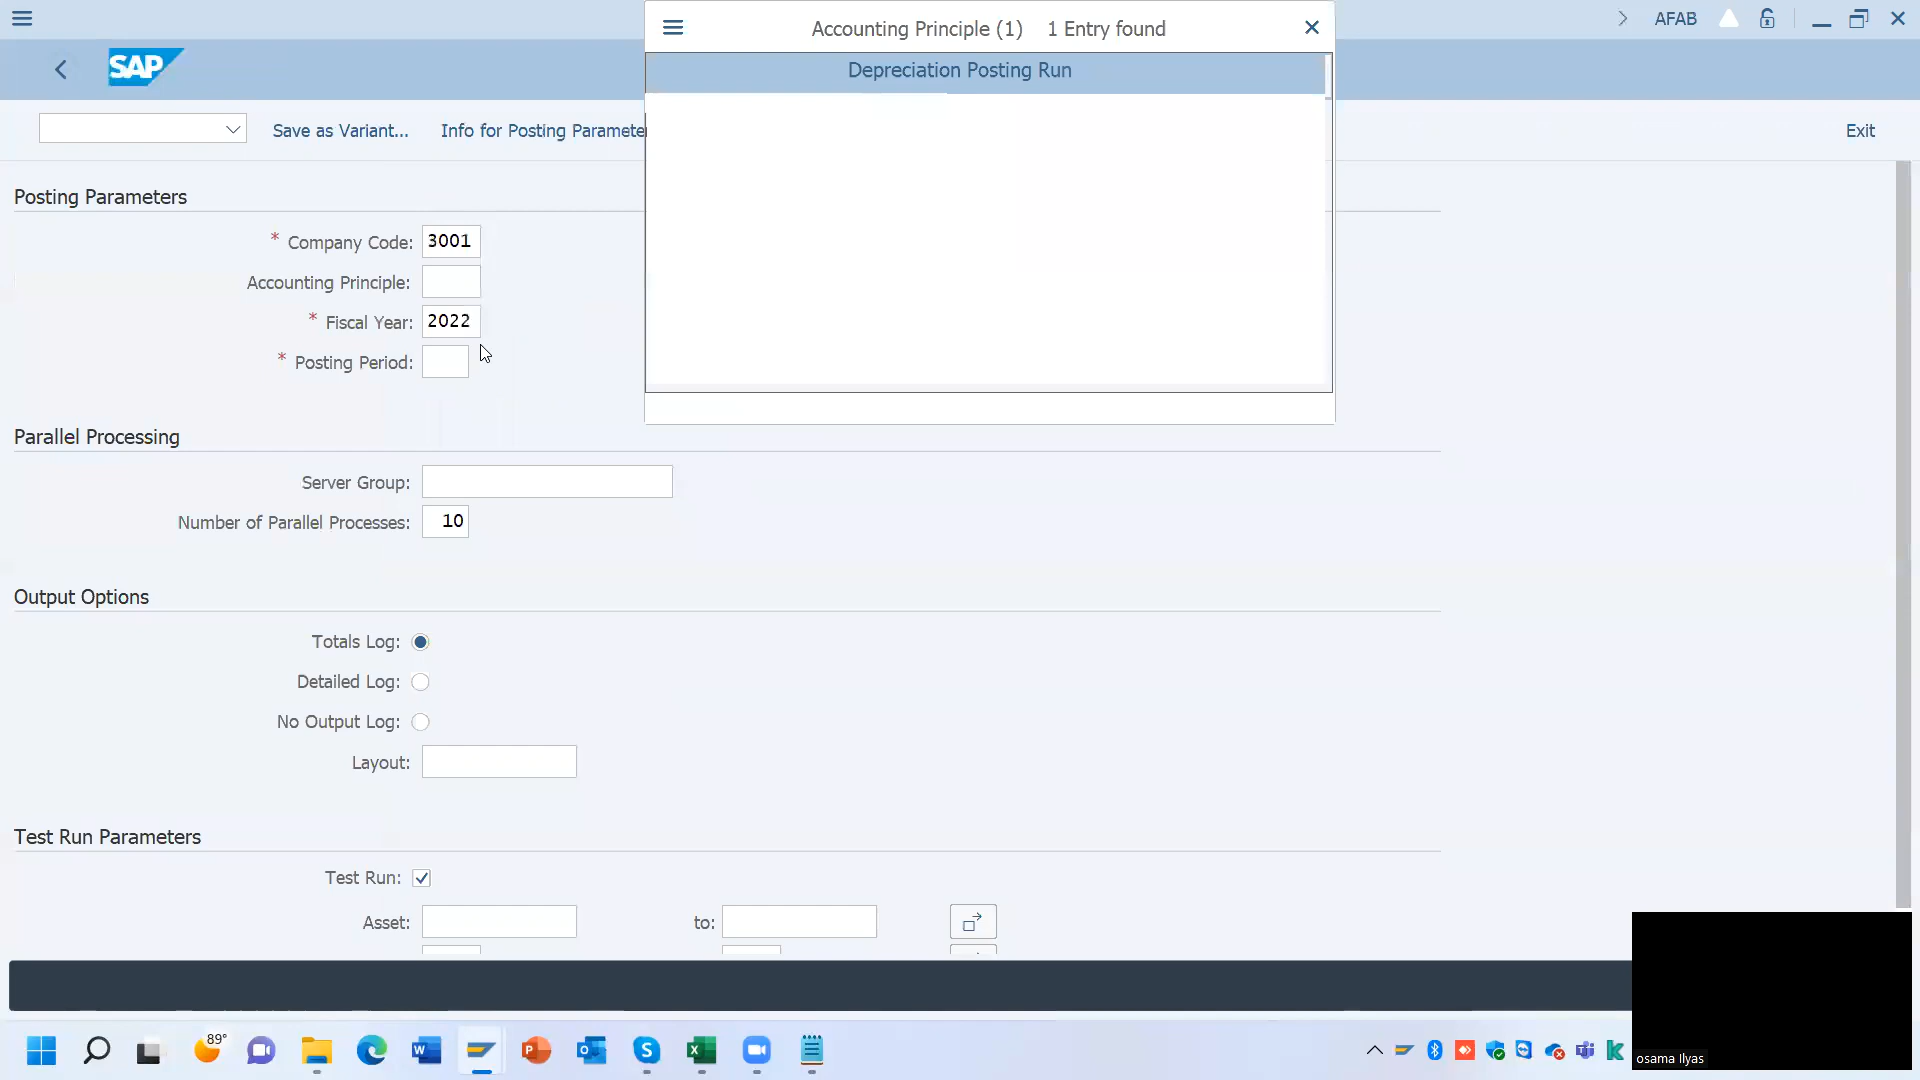 Accounting Principle (1) 1 Entry found
AFAB
SAP
Depreciation Posting Run
Save as Variant...
Info for Posting Paramete
Exit
Posting Parameters
* Company Code: 3001
Accounting Principle:
* Fiscal Year: 2022
* Posting Period:
Parallel Processing
Server Group:
Number of Parallel Processes: 10
Output Options
Totals Log:
Detailed Log:
No Output Log:
Layout:
Test Run Parameters
Test Run:
Asset:
to:
89°
osama Ilyas